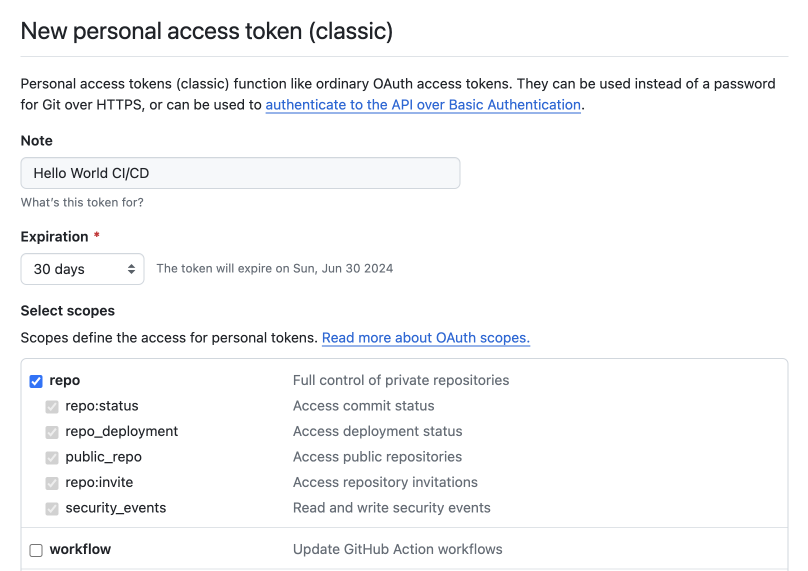 New personal access token (classic)
Personal access tokens (classic) function like ordinary OAuth access tokens. They can be used instead of a password
for Git over HTTPS, or can be used to authenticate to the API over Basic Authentication.
Note
Hello World CI/CD
What's this token for?
Expiration *
30 days The token will expire on Sun, Jun 30 2024
Select scopes
Scopes define the access for personal tokens. Read more about OAuth scopes.
repo Full control of private repositories
repo:status Access commit status
repo_deployment Access deployment status
public_repo Access public repositories
repo:invite Access repository invitations
security_events Read and write security events
workflow Update GitHub Action workflows